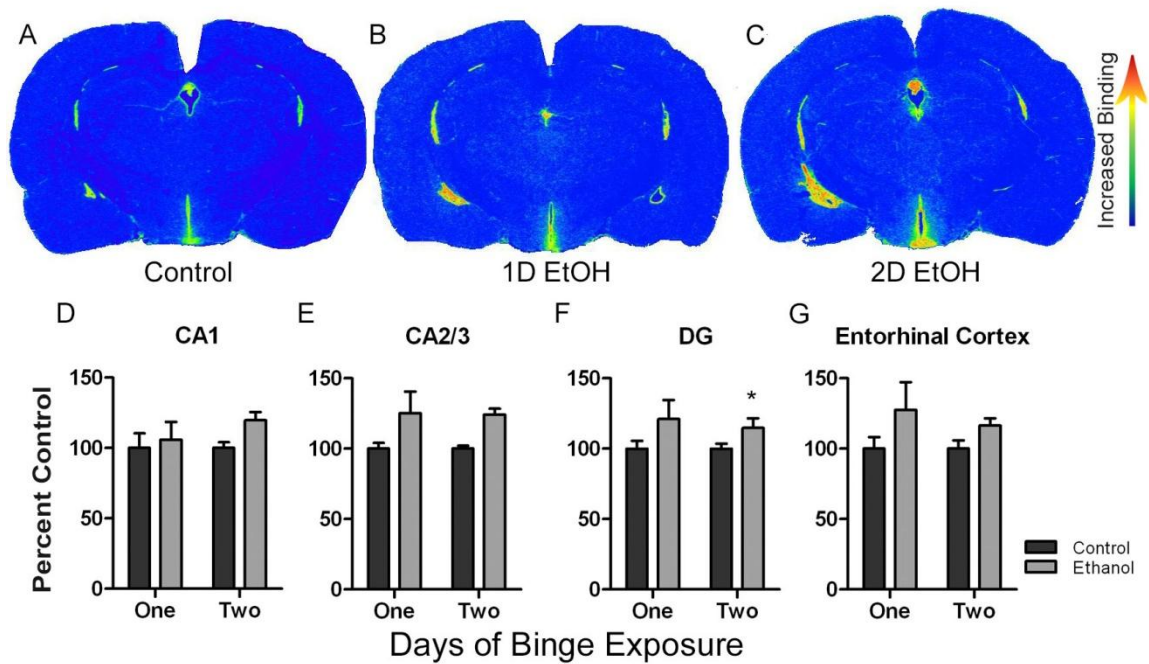 A
B
C
Increased Binding
Control
1D EtOH
2D EtOH
D
CA1
E
CA2/3
F
DG
G
Entorhinal Cortex
Percent Control
150
100
50
0
One
Two
150
100
50
0
One
Two
150
100
50
0
*
One
Two
150
100
50
0
One
Two
Control
Ethanol
Days of Binge Exposure